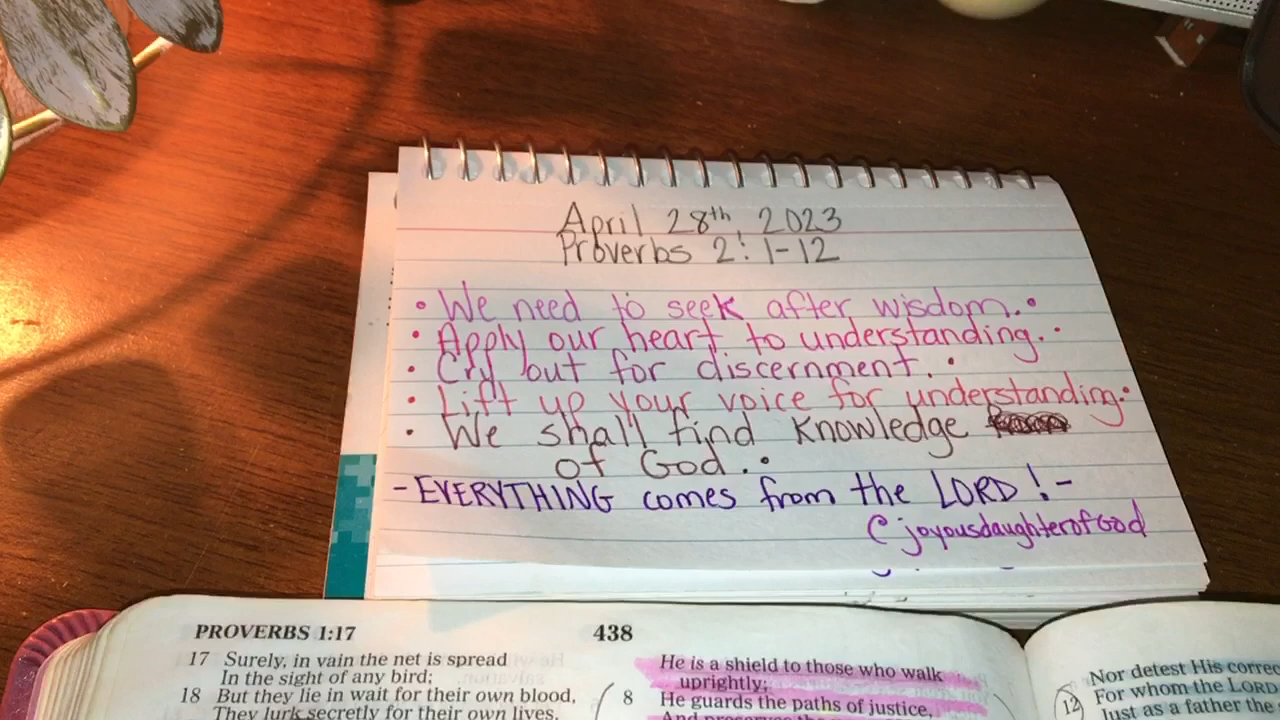 April 28th, 2023
Proverbs 2:1-12
• We need to seek after wisdom. •
• Apply our heart to understanding. •
• Cry out for discernment. •
• Lift up your voice for understanding. •
• We shall find knowledge
of God. •
- EVERYTHING comes from the LORD! -
@joyousdaughterofGod
PROVERBS 1:17
438
17 Surely, in vain the net is spread
In the sight of any bird;
18 But they lie in wait for their own blood,
They lurk secretly for their own lives.
He is a shield to those who walk
uprightly;
8 He guards the paths of justice,
And preserves the
Nor detest His
12 For whom the LORD
Just as a father the